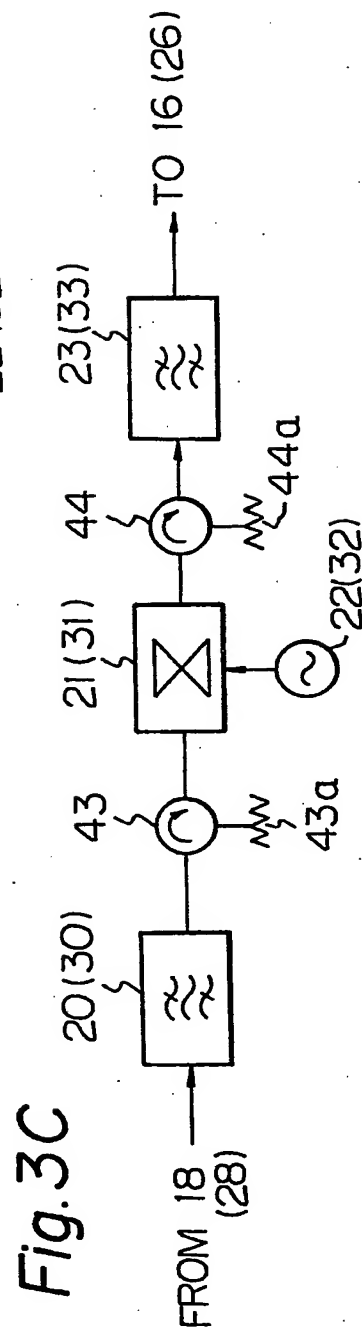 Fig.3C
FROM 18
(28)
20(30)
43
43a
21(31)
22(32)
44
44a
23(33)
TO 16 (26)